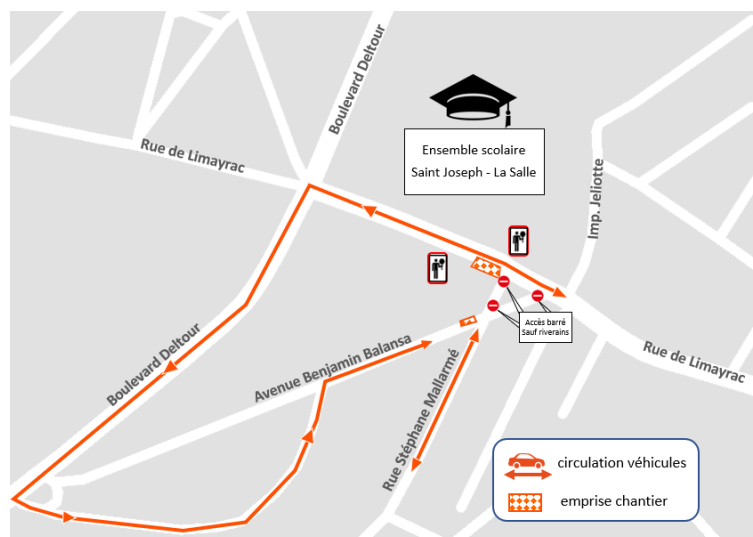 Boulevard Deltour
Rue de Limayrac
Ensemble scolaire
Saint Joseph - La Salle
Imp. Jeliotte
Accès barré
Sauf riverains
Boulevard Deltour
Avenue Benjamin Balansa
Rue Stéphane Mallarmé
Rue de Limayrac
circulation véhicules
emprise chantier